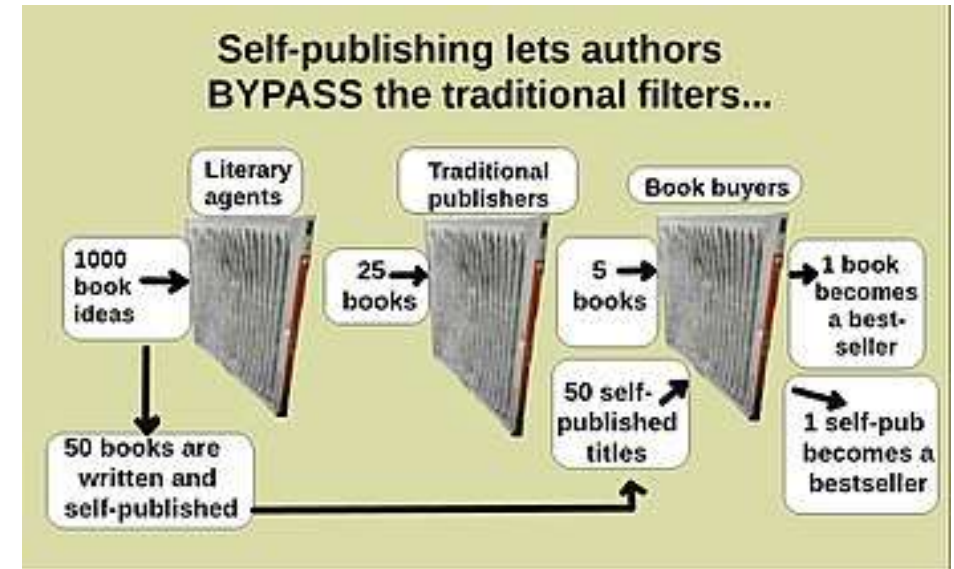 Self-publishing lets authors
BYPASS the traditional filters...
Literary
agents
Traditional
publishers
Book buyers
1000
book
ideas
25
books
5
books
1 book
becomes
a best-
seller
50 self-
published
titles
1 self-pub
becomes a
bestseller
50 books are
written and
self-published